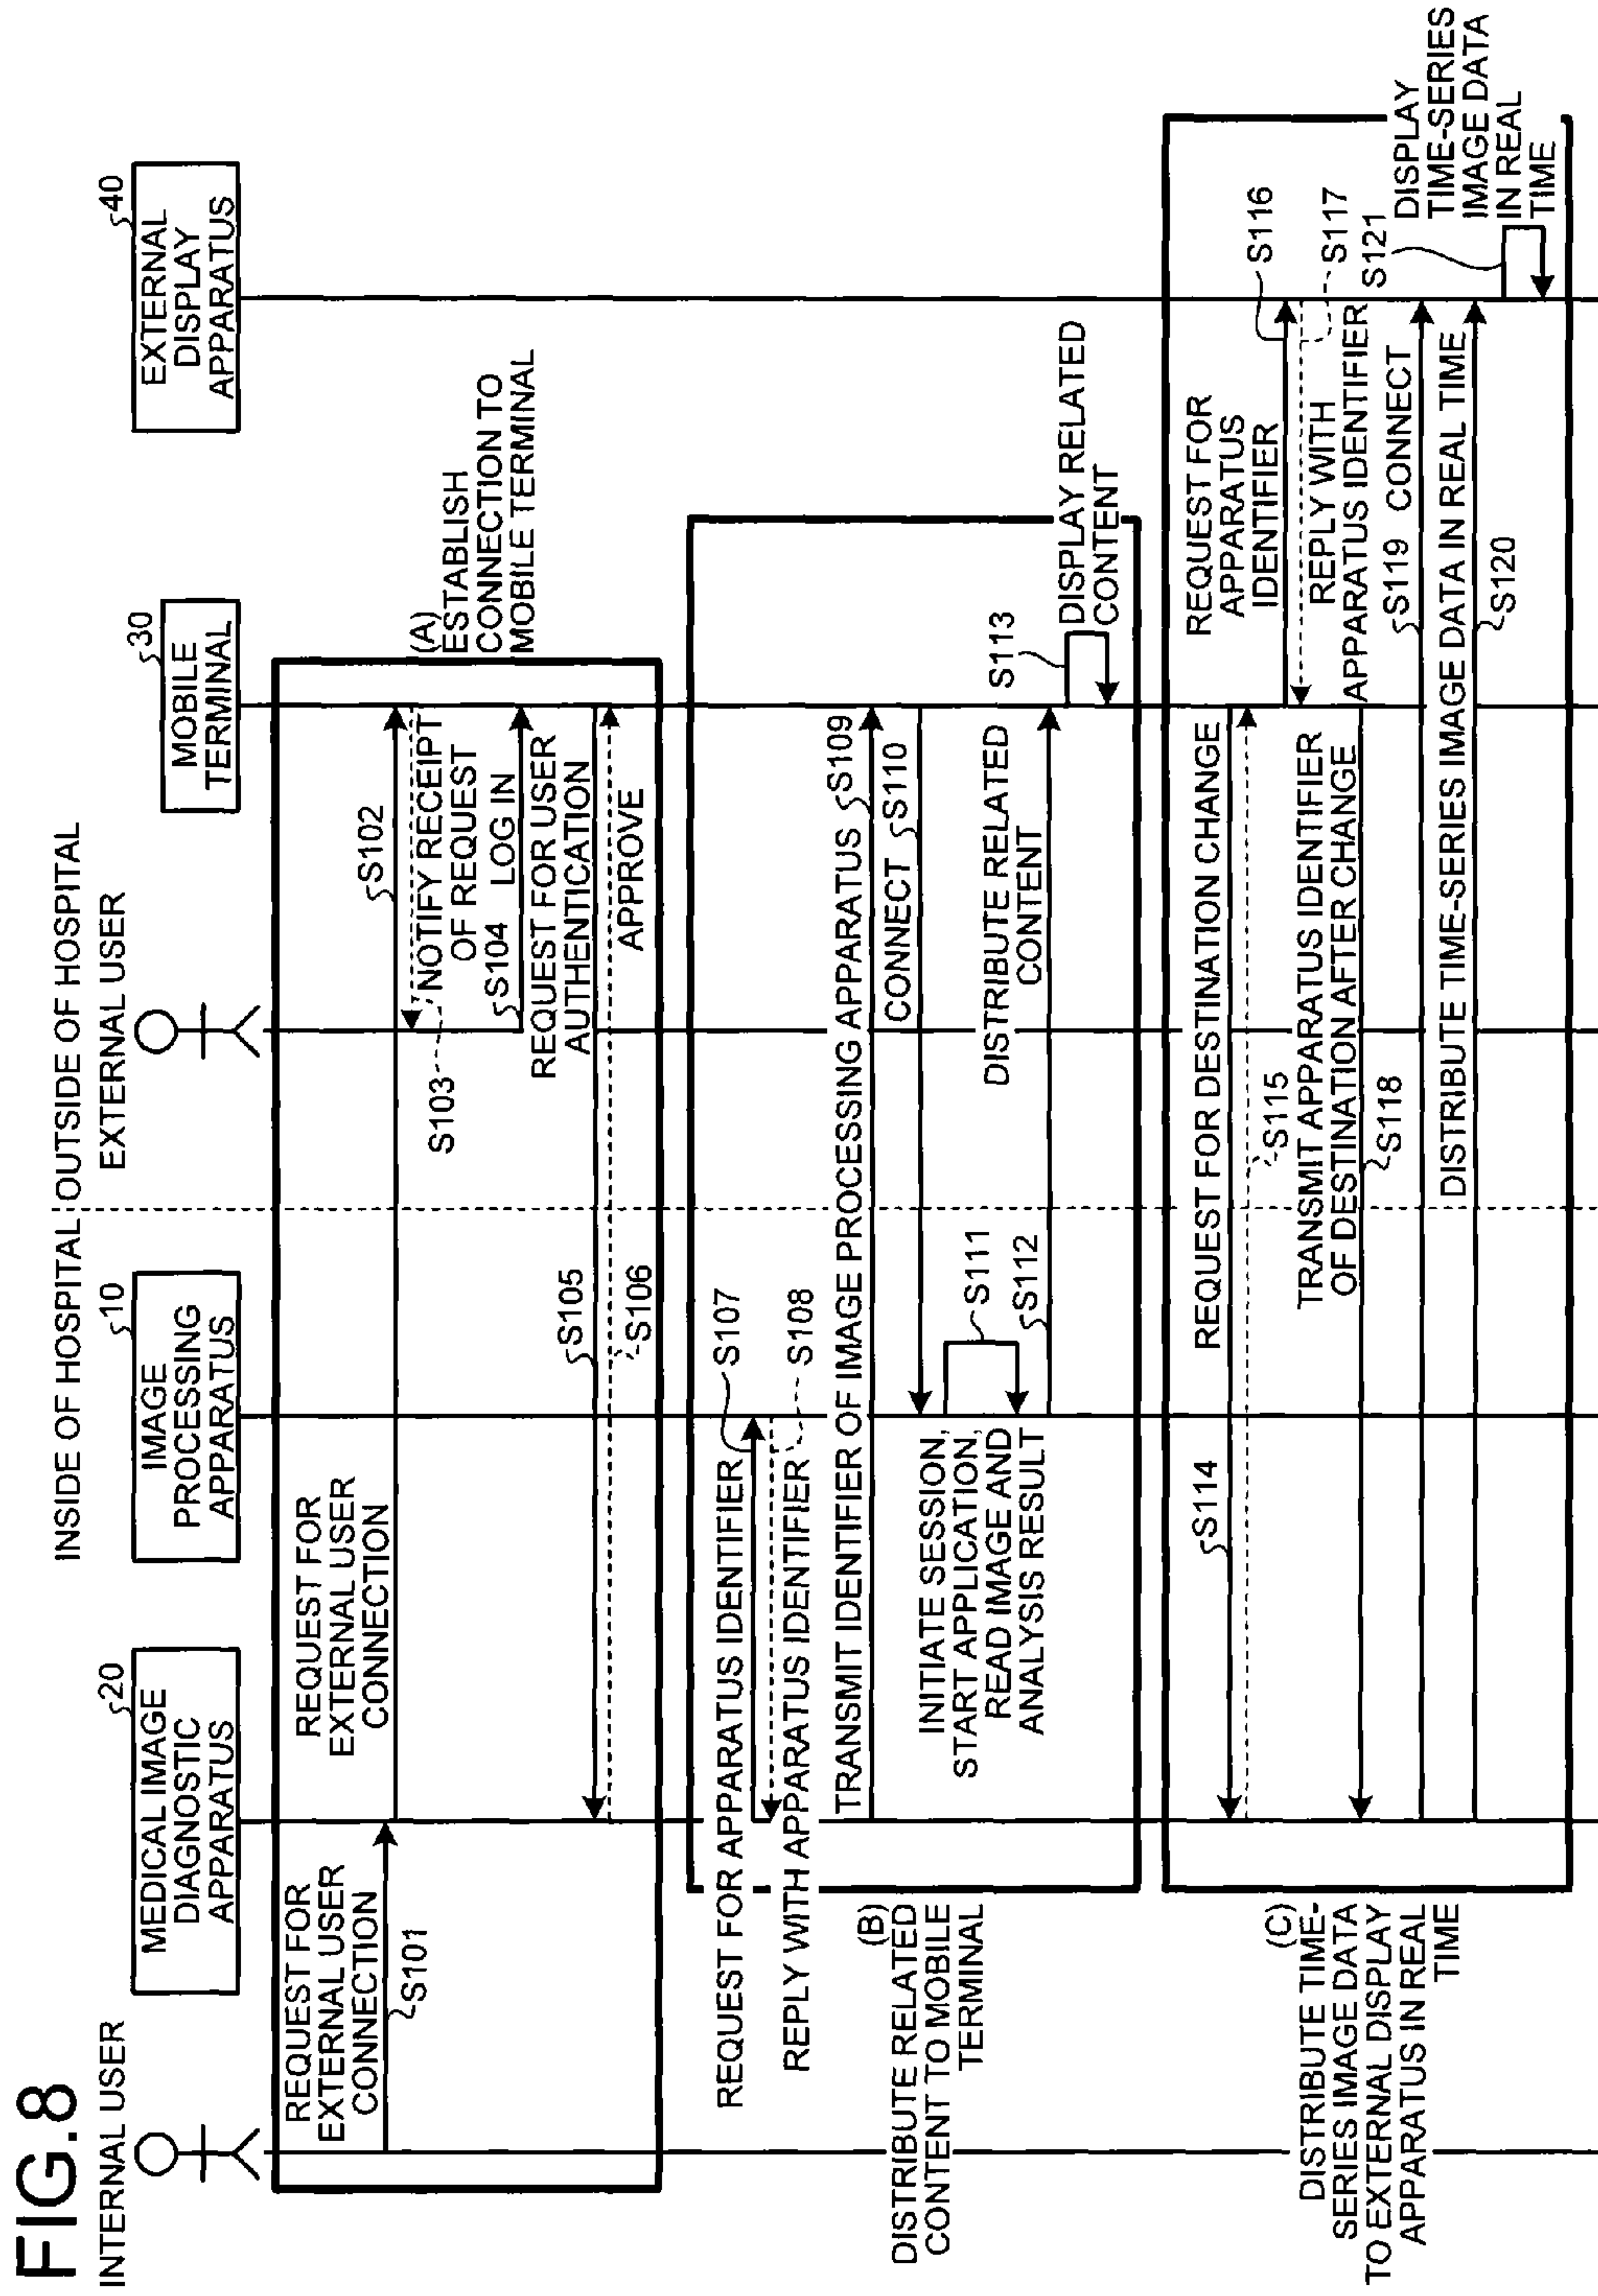 FIG.8
INSIDE OF HOSPITAL
OUTSIDE OF HOSPITAL
INTERNAL USER
20
MEDICAL IMAGE
DIAGNOSTIC
APPARATUS
10
IMAGE
PROCESSING
APPARATUS
EXTERNAL USER
30
MOBILE
TERMINAL
40
EXTERNAL
DISPLAY
APPARATUS
REQUEST FOR
EXTERNAL USER
CONNECTION
S101
REQUEST FOR
EXTERNAL USER
CONNECTION
S102
NOTIFY RECEIPT
OF REQUEST
S103
S104 LOG IN
REQUEST FOR USER
AUTHENTICATION
S105
APPROVE
S106
(A)
ESTABLISH
CONNECTION TO
MOBILE TERMINAL
REQUEST FOR APPARATUS IDENTIFIER
S107
REPLY WITH APPARATUS IDENTIFIER
S108
TRANSMIT IDENTIFIER OF IMAGE PROCESSING APPARATUS
S109
CONNECT
S110
INITIATE SESSION,
START APPLICATION,
READ IMAGE AND
ANALYSIS RESULT
S111
S112
DISTRIBUTE RELATED
CONTENT
S113
DISPLAY RELATED
CONTENT
(B)
DISTRIBUTE RELATED
CONTENT TO MOBILE
TERMINAL
S114
REQUEST FOR DESTINATION CHANGE
S115
REQUEST FOR
APPARATUS
IDENTIFIER
S116
REPLY WITH
APPARATUS IDENTIFIER
S117
TRANSMIT APPARATUS IDENTIFIER
OF DESTINATION AFTER CHANGE
S118
S119 CONNECT
DISTRIBUTE TIME-SERIES IMAGE DATA IN REAL TIME
S120
S121
DISPLAY
TIME-SERIES
IMAGE DATA
IN REAL
TIME
(C)
DISTRIBUTE TIME-
SERIES IMAGE DATA
TO EXTERNAL DISPLAY
APPARATUS IN REAL
TIME